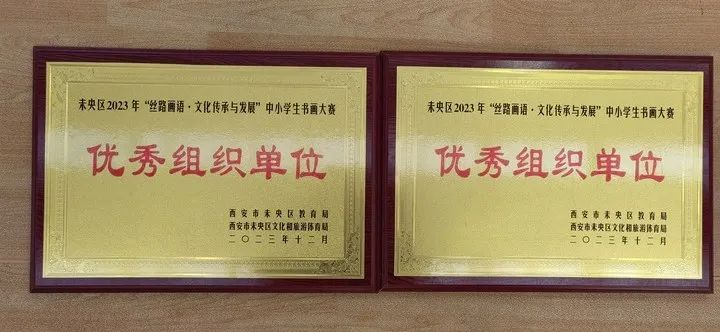 未央区2023年“丝路画语·文化传承与发展”中小学生书画大赛
优秀组织单位
西安市未央区教育局
西安市未央区文化和旅游体育局
二〇二三年十二月
未央区2023年“丝路画语·文化传承与发展”中小学生书画大赛
优秀组织单位
西安市未央区教育局
西安市未央区文化和旅游体育局
二〇二三年十二月